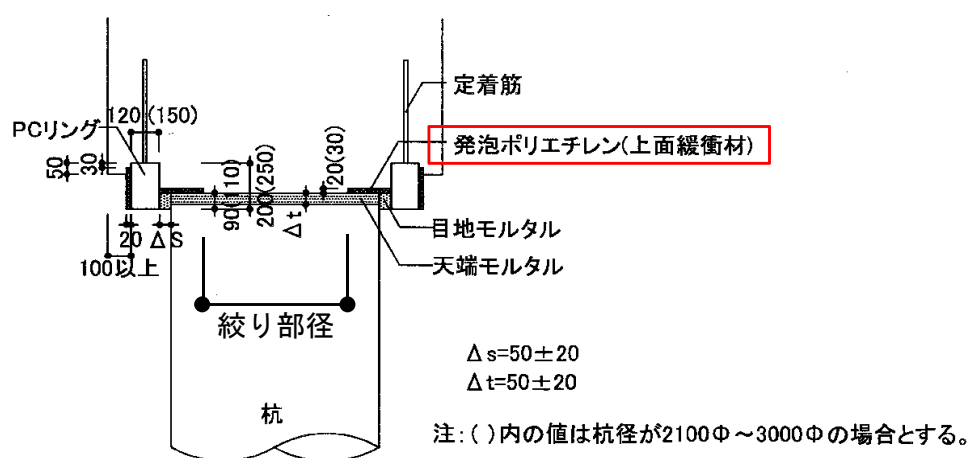 定着筋
120(150)
PCリング
発泡ポリエチレン(上面緩衝材)
50
30
20(30)
90(110)
200(250)
Δt
目地モルタル
20 ΔS
100以上
天端モルタル
絞り部径
Δs=50±20
Δt=50±20
杭
注:( )内の値は杭径が2100Φ～3000Φの場合とする。